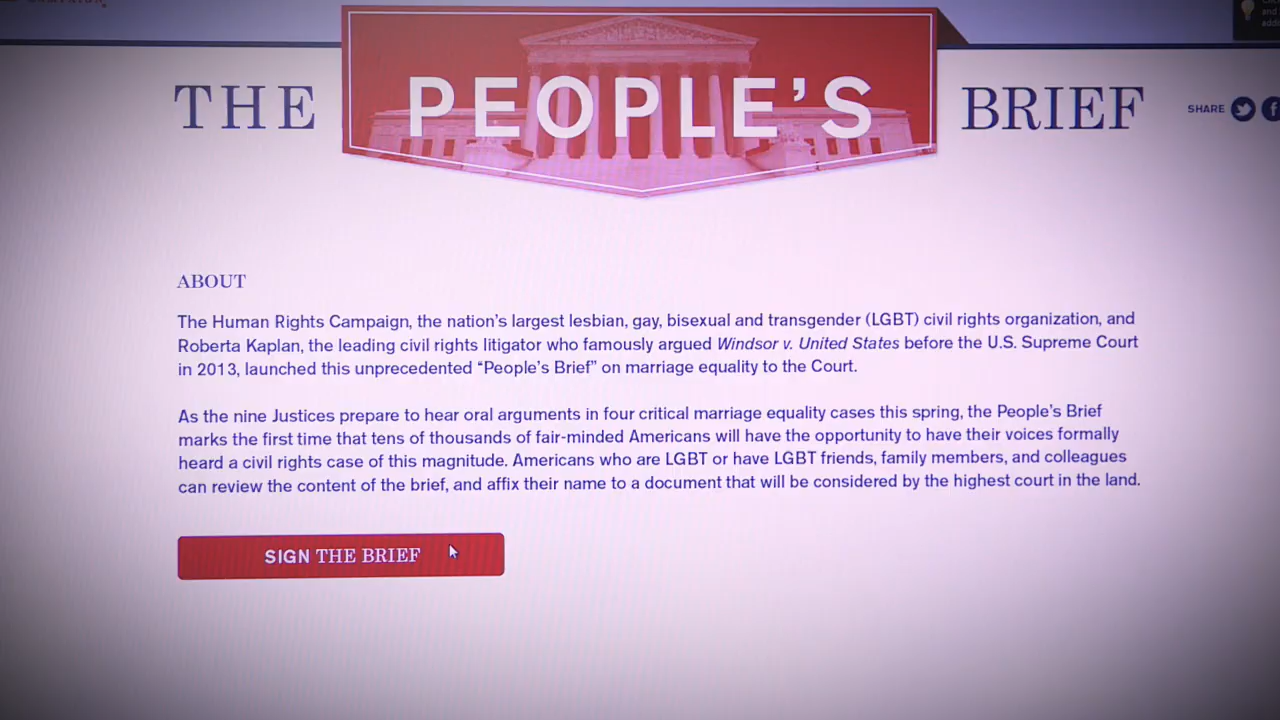 THE PEOPLE'S BRIEF
SHARE
ABOUT
The Human Rights Campaign, the nation's largest lesbian, gay, bisexual and transgender (LGBT) civil rights organization, and
Roberta Kaplan, the leading civil rights litigator who famously argued Windsor v. United States before the U.S. Supreme Court
in 2013, launched this unprecedented “People's Brief” on marriage equality to the Court.
As the nine Justices prepare to hear oral arguments in four critical marriage equality cases this spring, the People's Brief
marks the first time that tens of thousands of fair-minded Americans will have the opportunity to have their voices formally
heard a civil rights case of this magnitude. Americans who are LGBT or have LGBT friends, family members, and colleagues
can review the content of the brief, and affix their name to a document that will be considered by the highest court in the land.
SIGN THE BRIEF